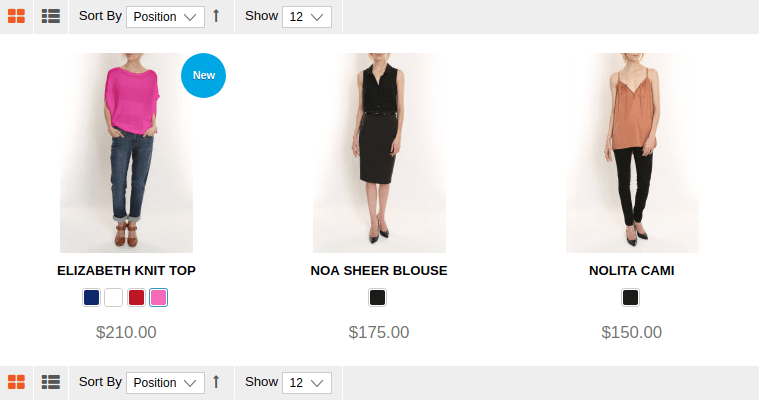 Sort By Position Show 12
New
ELIZABETH KNIT TOP NOA SHEER BLOUSE NOLITA CAMI
$210.00 $175.00 $150.00
Sort By Position Show 12